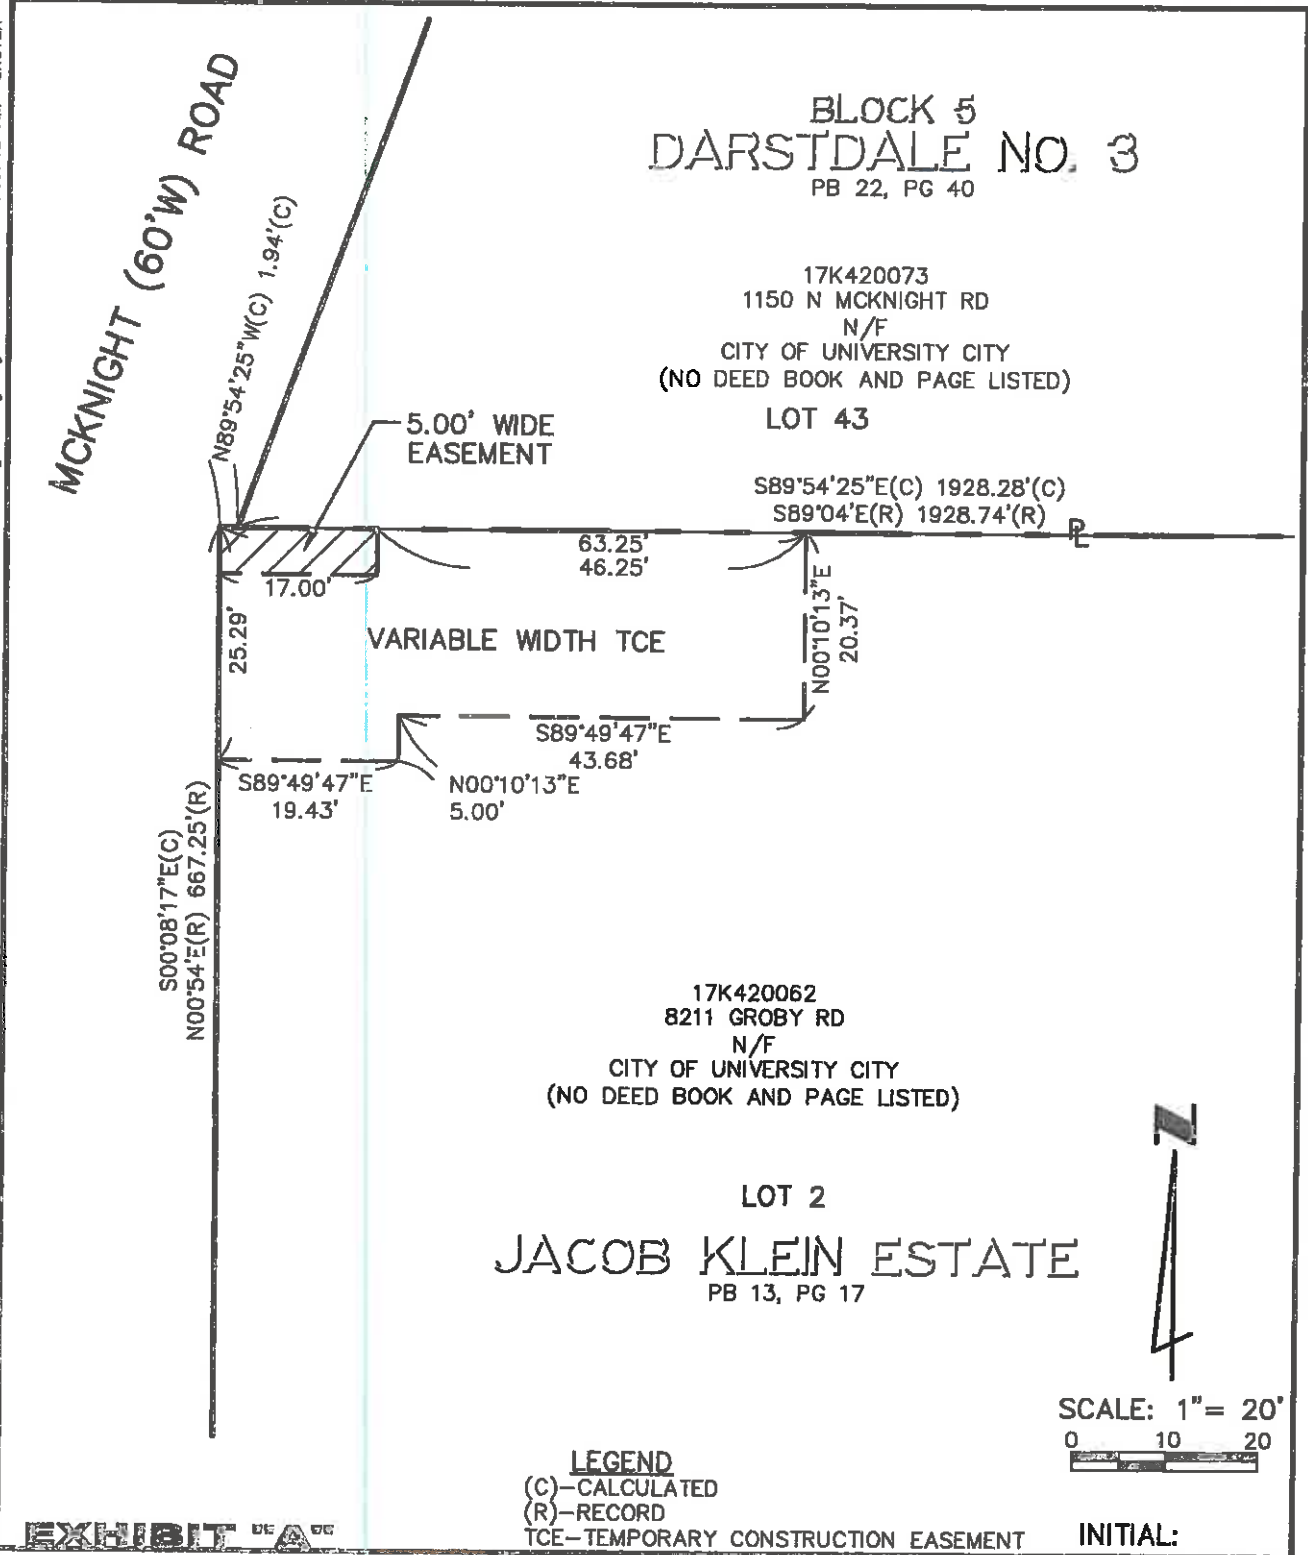 BLOCK 5
DARSTDALE NO. 3
PB 22, PG 40
MCKNIGHT (60'W) ROAD
N89°54'25"W(C) 1.94'(C)
17K420073
1150 N MCKNIGHT RD
N/F
CITY OF UNIVERSITY CITY
(NO DEED BOOK AND PAGE LISTED)
LOT 43
5.00' WIDE
EASEMENT
S89°54'25"E(C) 1928.28'(C)
S89°04'E(R) 1928.74'(R)
PL
63.25'
46.25'
17.00'
25.29'
VARIABLE WIDTH TCE
N00°10'13"E
20.37'
S89°49'47"E
43.68'
S89°49'47"E
19.43'
N00°10'13"E
5.00'
S00°08'17"E(C)
N00°54'E(R) 667.25'(R)
17K420062
8211 GROBY RD
N/F
CITY OF UNIVERSITY CITY
(NO DEED BOOK AND PAGE LISTED)
LOT 2
JACOB KLEIN ESTATE
PB 13, PG 17
N
SCALE: 1"= 20'
0 10 20
LEGEND
(C)-CALCULATED
(R)-RECORD
TCE-TEMPORARY CONSTRUCTION EASEMENT
EXHIBIT "A"
INITIAL: